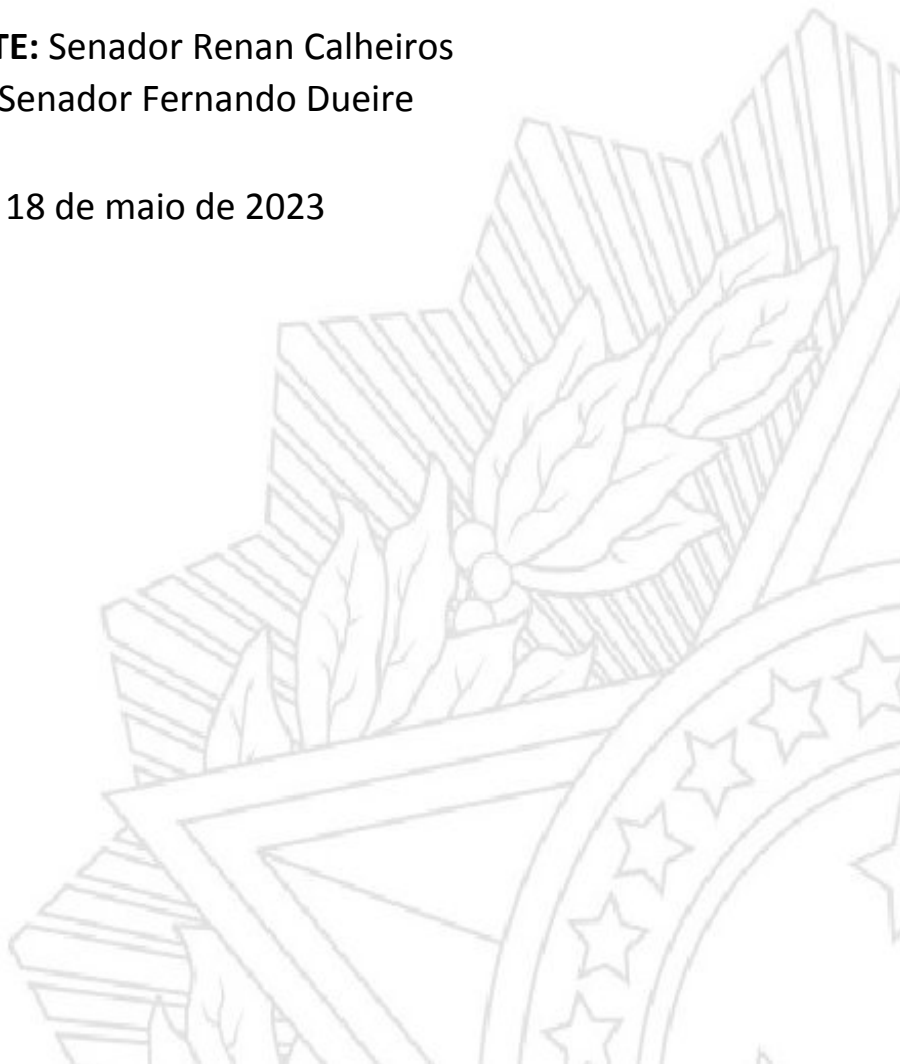 TE: Senador Renan Calheiros
Senador Fernando Dueire
18 de maio de 2023